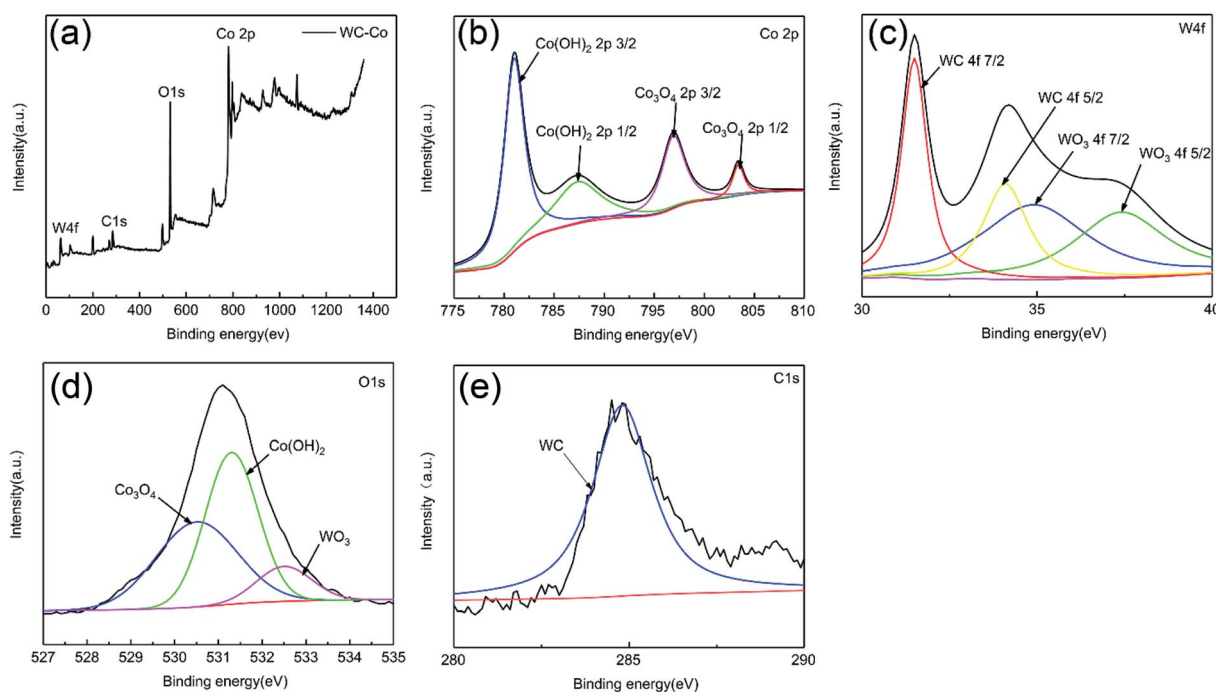 (a)
WC-Co
Co 2p
O1s
W4f
C1s
Intensity(a.u.)
0 200 400 600 800 1000 1200 1400
Binding energy(ev)
(b)
Co 2p
Co(OH)₂ 2p 3/2
Co₃O₄ 2p 3/2
Co(OH)₂ 2p 1/2
Co₃O₄ 2p 1/2
Intensity(a.u.)
775 780 785 790 795 800 805 810
Binding energy(eV)
(c)
W4f
WC 4f 7/2
WC 4f 5/2
WO₃ 4f 7/2
WO₃ 4f 5/2
Intensity(a.u.)
30 35 40
Binding energy(eV)
(d)
O1s
Co(OH)₂
Co₃O₄
WO₃
Intensity(a.u.)
527 528 529 530 531 532 533 534 535
Binding energy(eV)
(e)
C1s
WC
Intensity (a.u.)
280 285 290
Binding energy(eV)